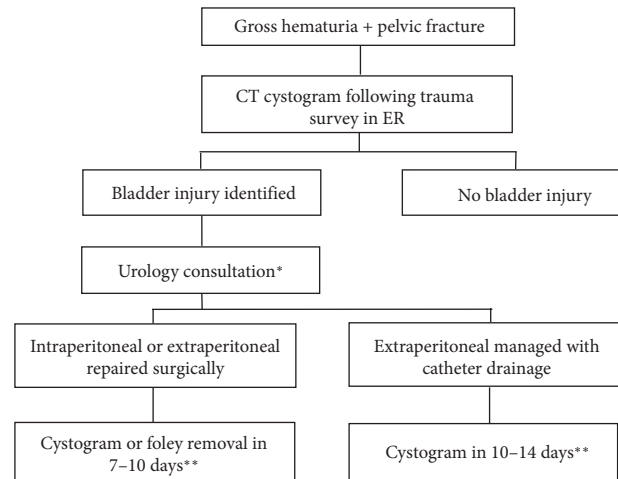 Gross hematuria + pelvic fracture
CT cystogram following trauma
survey in ER
Bladder injury identified
No bladder injury
Urology consultation*
Intraperitoneal or extraperitoneal
repaired surgically
Extraperitoneal managed with
catheter drainage
Cystogram or foley removal in
7–10 days**
Cystogram in 10–14 days**